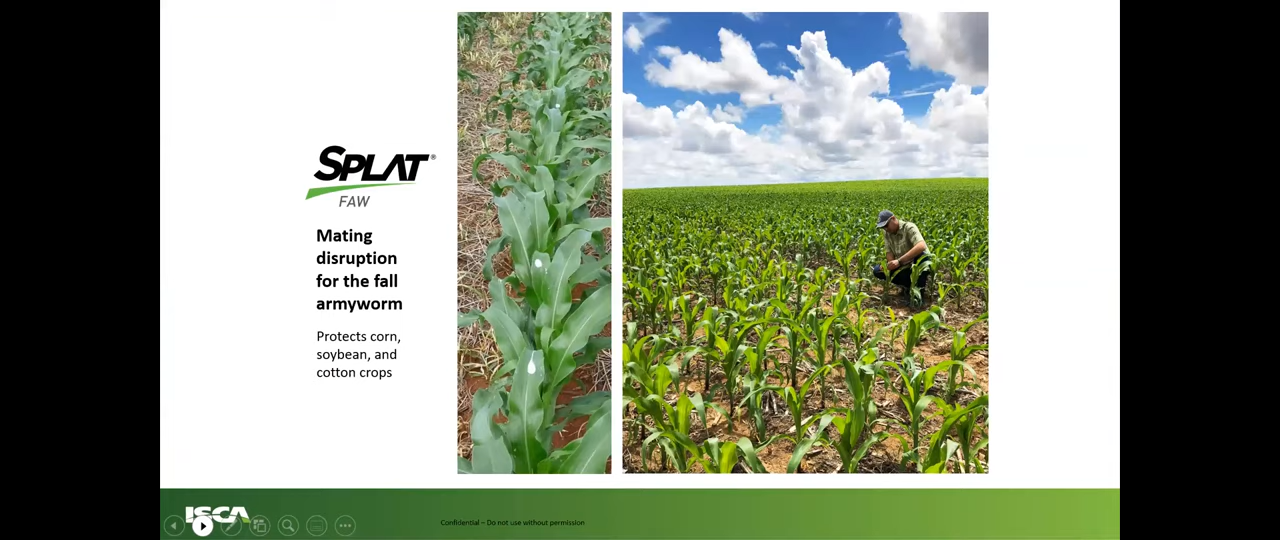 SPLAT®
FAW
Mating
disruption
for the fall
armyworm
Protects corn,
soybean, and
cotton crops
ISCA
Confidential – Do not use without permission